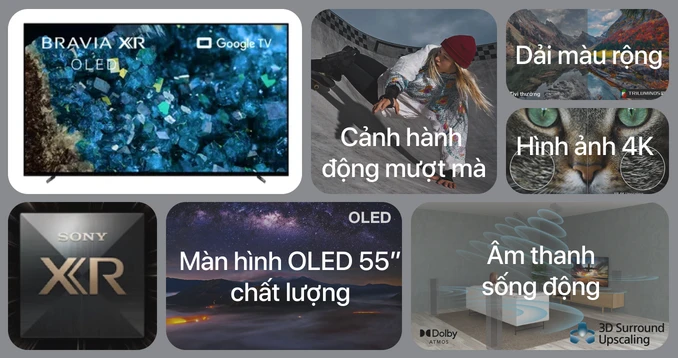 BRAVIA XR
OLED
Google TV
Cảnh hành
động mượt mà
Dải màu rộng
Tivi thường
TRILUMINOS
Hình ảnh 4K
SONY
XR
OLED
Màn hình OLED 55”
chất lượng
Âm thanh
sống động
Dolby
ATMOS
3D Surround
Upscaling